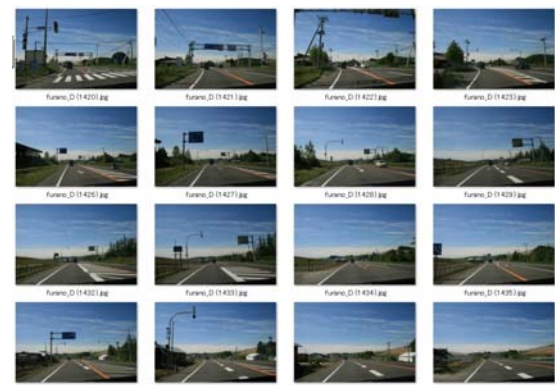 furano_D (1420).jpg
furano_D (1421).jpg
furano_D (1422).jpg
furano_D (1423).jpg
furano_D (1426).jpg
furano_D (1427).jpg
furano_D (1428).jpg
furano_D (1429).jpg
furano_D (1432).jpg
furano_D (1433).jpg
furano_D (1434).jpg
furano_D (1435).jpg